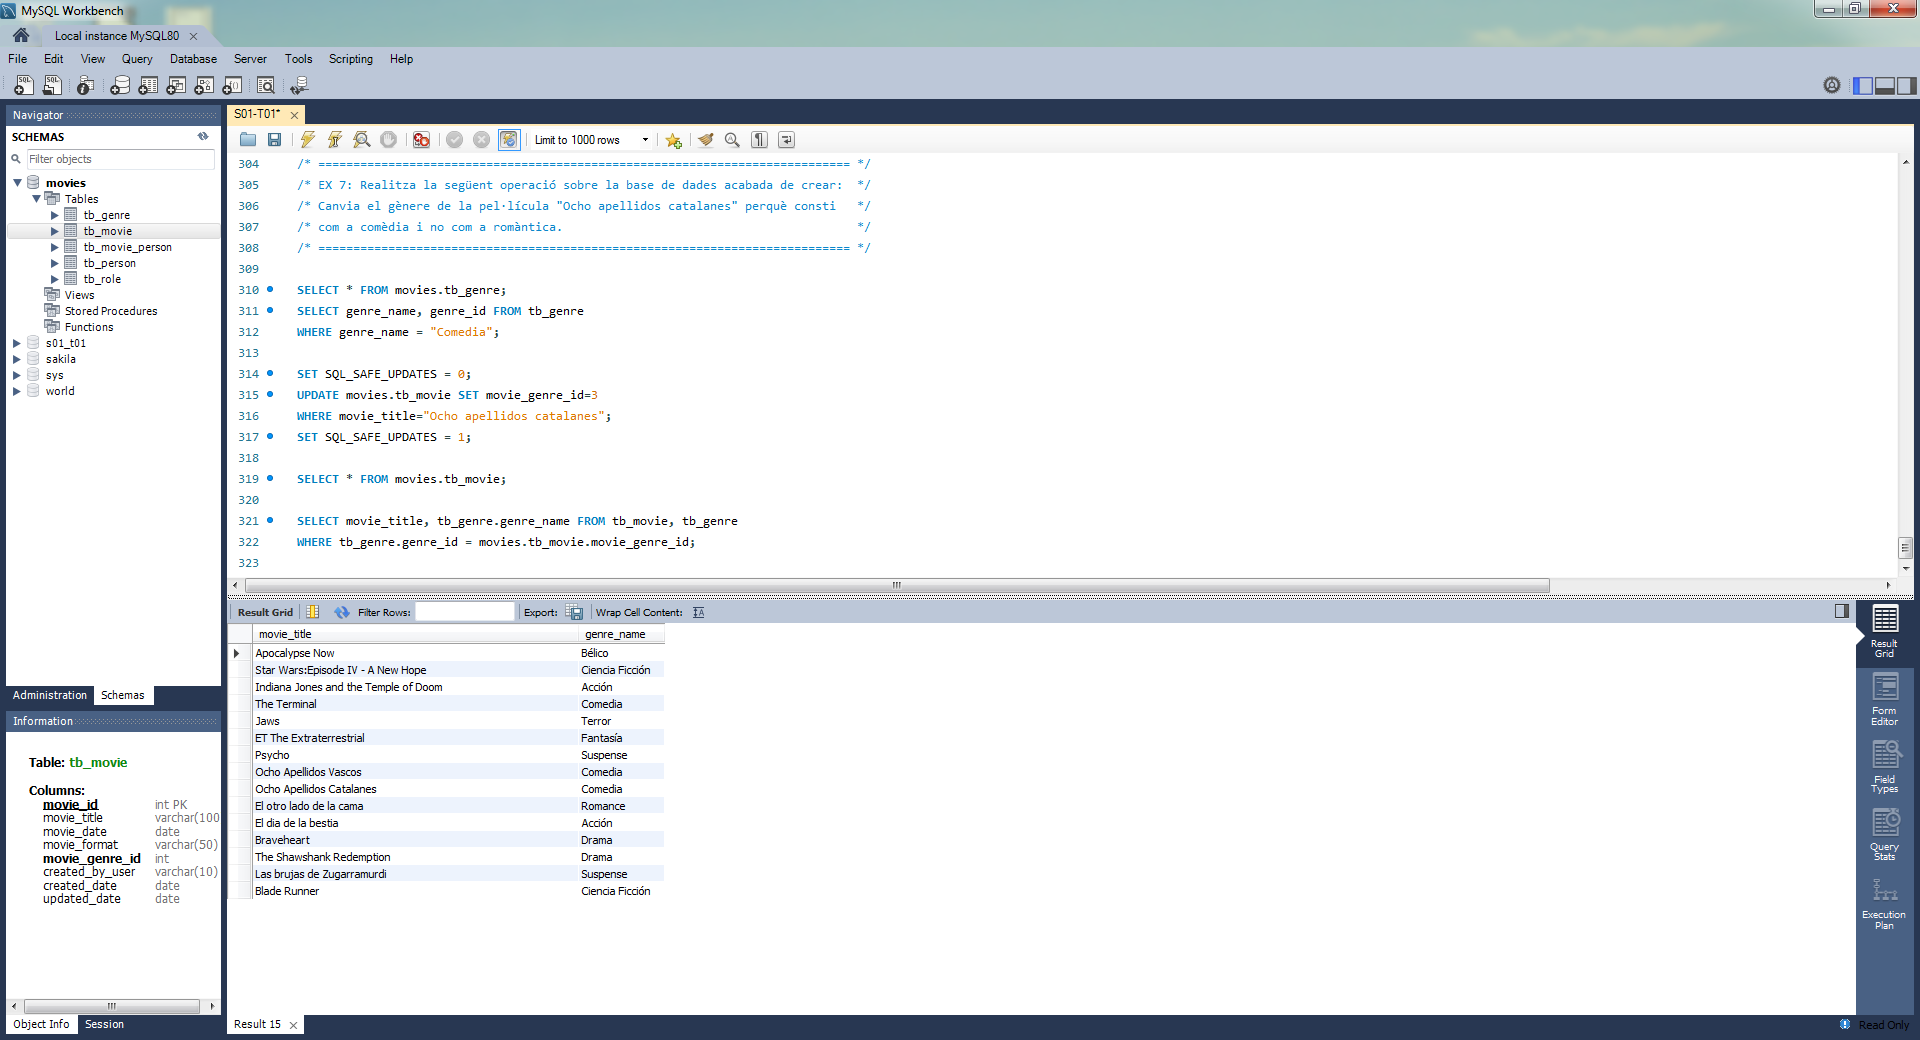 MySQL Workbench
Local instance MySQL80
File Edit View Query Database Server Tools Scripting Help
Navigator
SCHEMAS
Filter objects
movies
Tables
tb_genre
tb_movie
tb_movie_person
tb_person
tb_role
Views
Stored Procedures
Functions
s01_t01
sakila
sys
world
Administration Schemas
Information
Table: tb_movie
Columns:
movie_id int PK
movie_title varchar(100
movie_date date
movie_format varchar(50)
movie_genre_id int
created_by_user varchar(10)
created_date date
updated_date date
Object Info Session
S01-T01*
Limit to 1000 rows
304 /* ============================================================================ */
305 /* EX 7: Realitza la següent operació sobre la base de dades acabada de crear: */
306 /* Canvia el gènere de la pel·lícula "Ocho apellidos catalanes" perquè consti */
307 /* com a comèdia i no com a romàntica. */
308 /* ============================================================================ */
309
310 SELECT * FROM movies.tb_genre;
311 SELECT genre_name, genre_id FROM tb_genre
312 WHERE genre_name = "Comedia";
313
314 SET SQL_SAFE_UPDATES = 0;
315 UPDATE movies.tb_movie SET movie_genre_id=3
316 WHERE movie_title="Ocho apellidos catalanes";
317 SET SQL_SAFE_UPDATES = 1;
318
319 SELECT * FROM movies.tb_movie;
320
321 SELECT movie_title, tb_genre.genre_name FROM tb_movie, tb_genre
322 WHERE tb_genre.genre_id = movies.tb_movie.movie_genre_id;
323
Result Grid Filter Rows: Export: Wrap Cell Content:
movie_title genre_name
Apocalypse Now Bélico
Star Wars:Episode IV - A New Hope Ciencia Ficción
Indiana Jones and the Temple of Doom Acción
The Terminal Comedia
Jaws Terror
ET The Extraterrestrial Fantasía
Psycho Suspense
Ocho Apellidos Vascos Comedia
Ocho Apellidos Catalanes Comedia
El otro lado de la cama Romance
El dia de la bestia Acción
Braveheart Drama
The Shawshank Redemption Drama
Las brujas de Zugarramurdi Suspense
Blade Runner Ciencia Ficción
Result
Grid
Form
Editor
Field
Types
Query
Stats
Execution
Plan
Result 15
Read Only